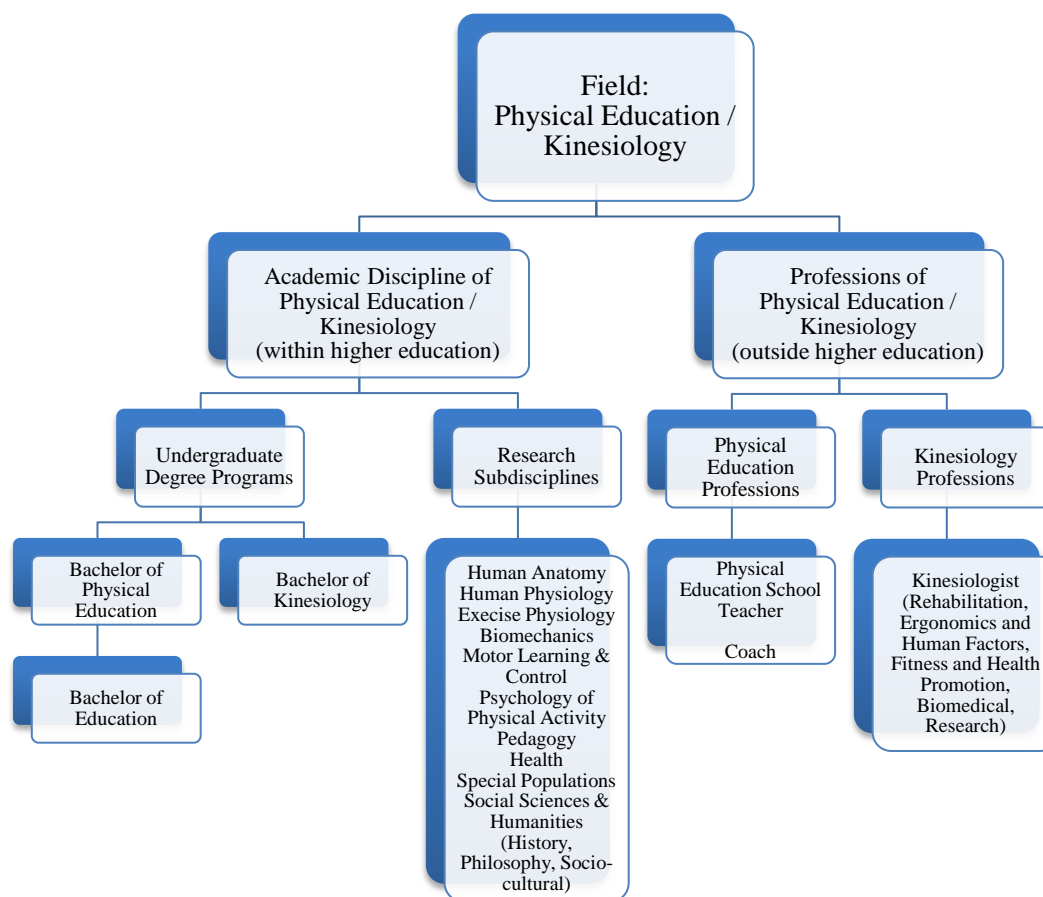 Field:
Physical Education /
Kinesiology
Academic Discipline of
Physical Education /
Kinesiology
(within higher education)
Professions of
Physical Education /
Kinesiology
(outside higher education)
Undergraduate
Degree Programs
Research
Subdisciplines
Physical
Education
Professions
Kinesiology
Professions
Bachelor of
Physical
Education
Bachelor of
Kinesiology
Human Anatomy
Human Physiology
Execise Physiology
Biomechanics
Motor Learning &
Control
Psychology of
Physical Activity
Pedagogy
Health
Special Populations
Social Sciences &
Humanities
(History,
Philosophy, Socio-
cultural)
Physical
Education School
Teacher
Coach
Kinesiologist
(Rehabilitation,
Ergonomics and
Human Factors,
Fitness and Health
Promotion,
Biomedical,
Research)
Bachelor of
Education